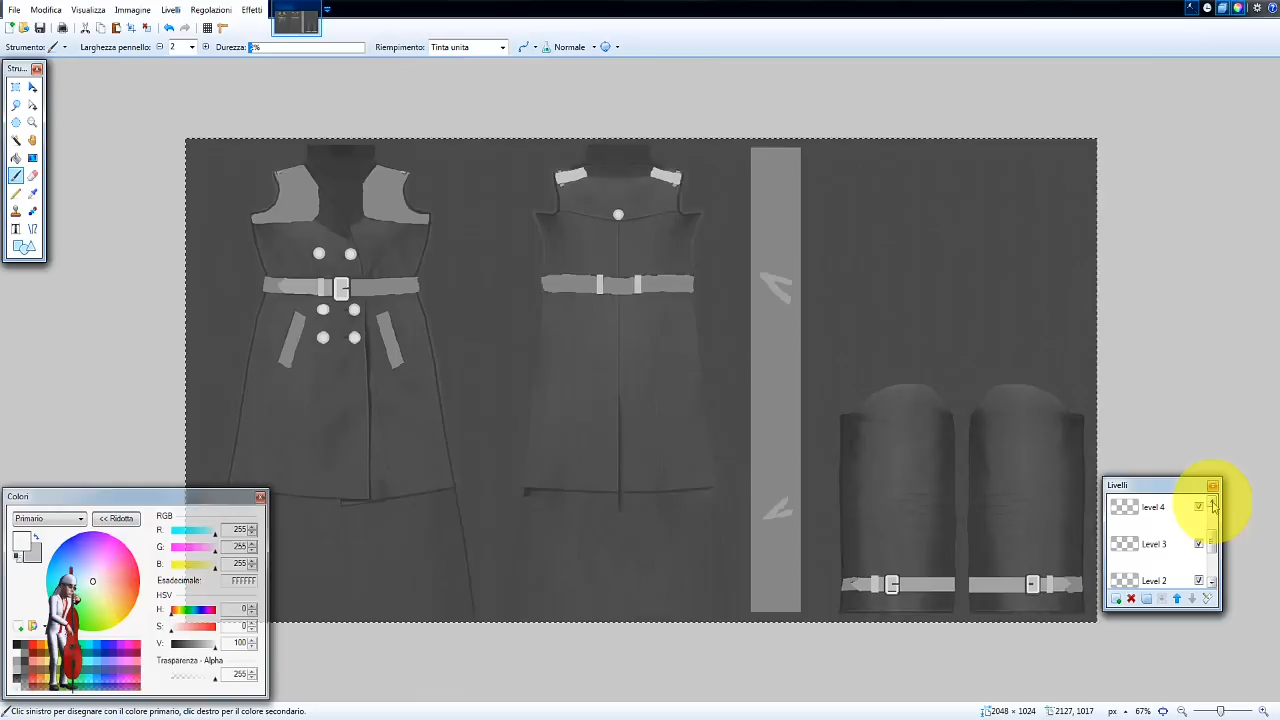 File Modifica Visualizza Immagine Livelli Regolazioni Effetti
Strumento: Larghezza pennello: 2 Durezza: Riempimento: Tinta unita Normale
Stru...
Livelli
level 4
Level 3
Level 2
Colori
Primario << Ridotta RGB
R: 255
G: 255
B: 255
Esadecimale: FFFFFF
HSV
H: 0
S: 0
V: 100
Trasparenza - Alpha
255
Clic sinistro per disegnare con il colore primario, Clic destro per il colore secondario. 2048 × 1024 2127, 1017 px 67%